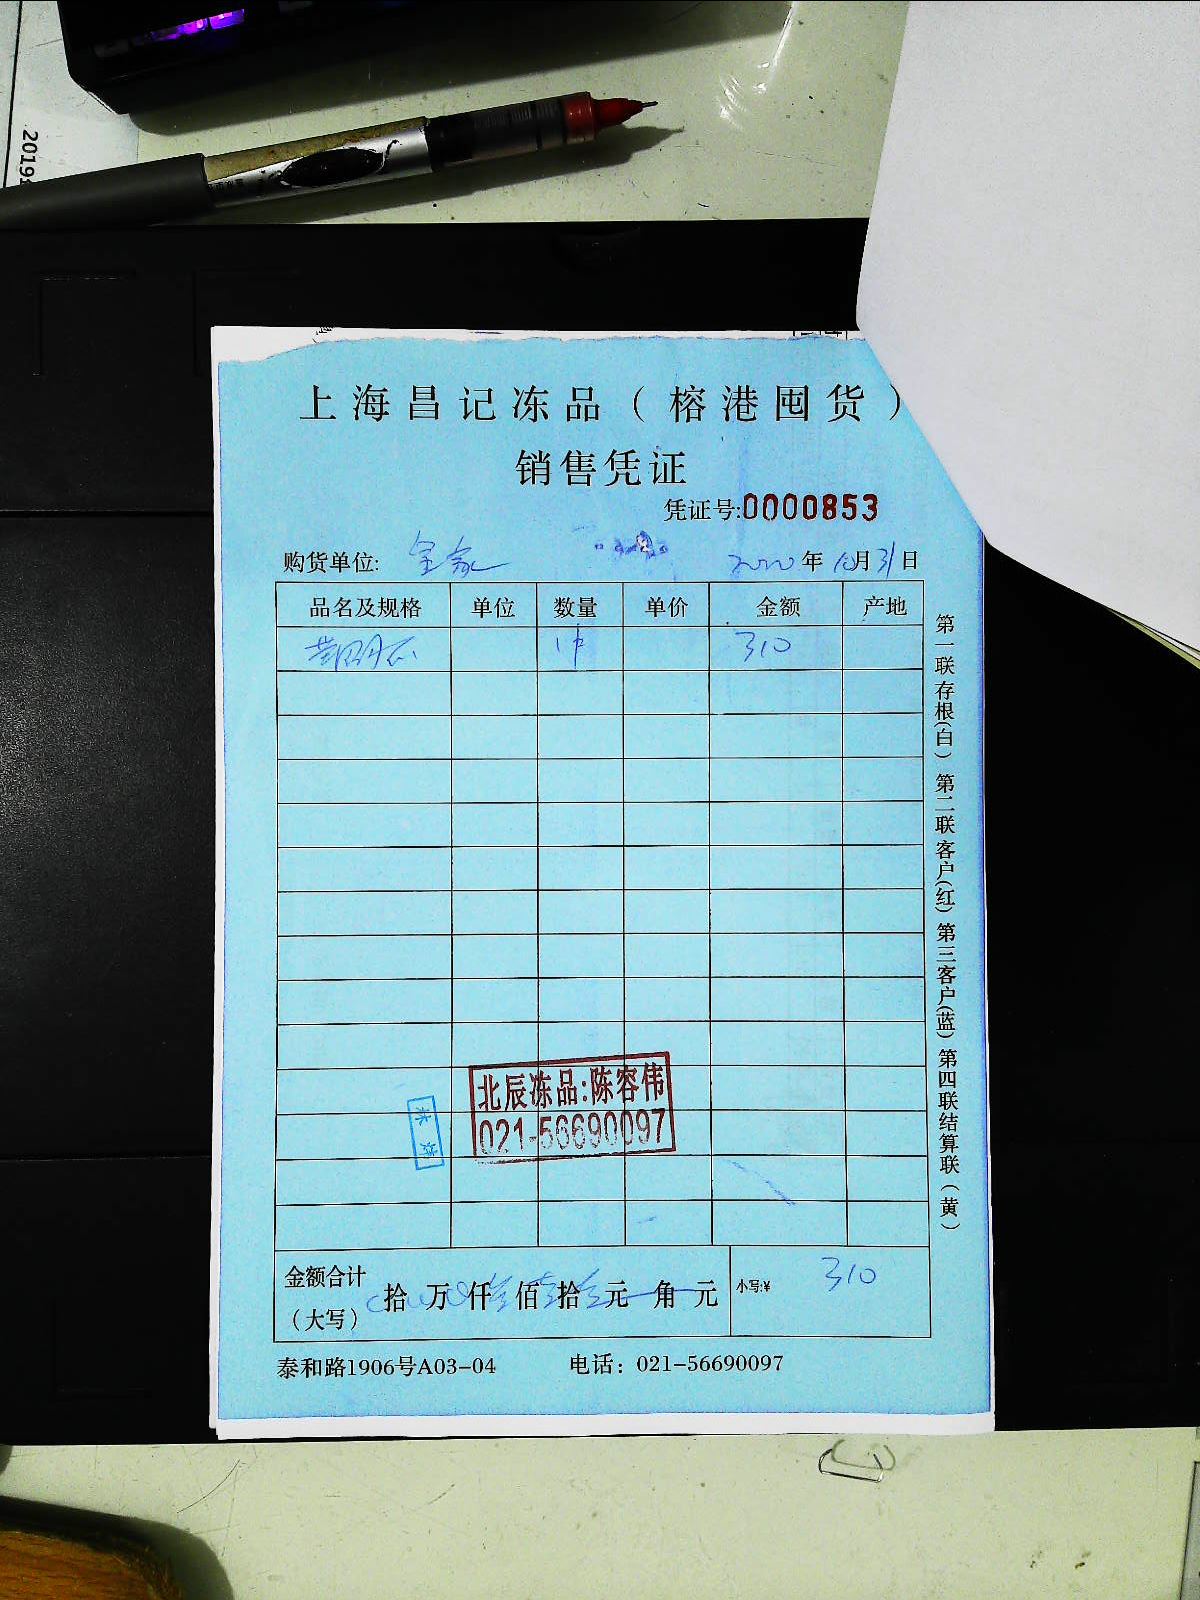 2019
上海昌记冻品（榕港囤货）
销售凭证
凭证号:0000853
购货单位: 全家 2020年10月31日
品名及规格 单位 数量 单价 金额 产地
1件 310
北辰冻品:陈容伟
021-56690097
金额合计（大写） 拾 万 仟 叁 佰 壹 拾 元 角 元 小写:¥ 310
泰和路1906号A03-04 电话：021-56690097
第一联存根(白) 第二联客户(红) 第三客户(蓝) 第四联结算联(黄)